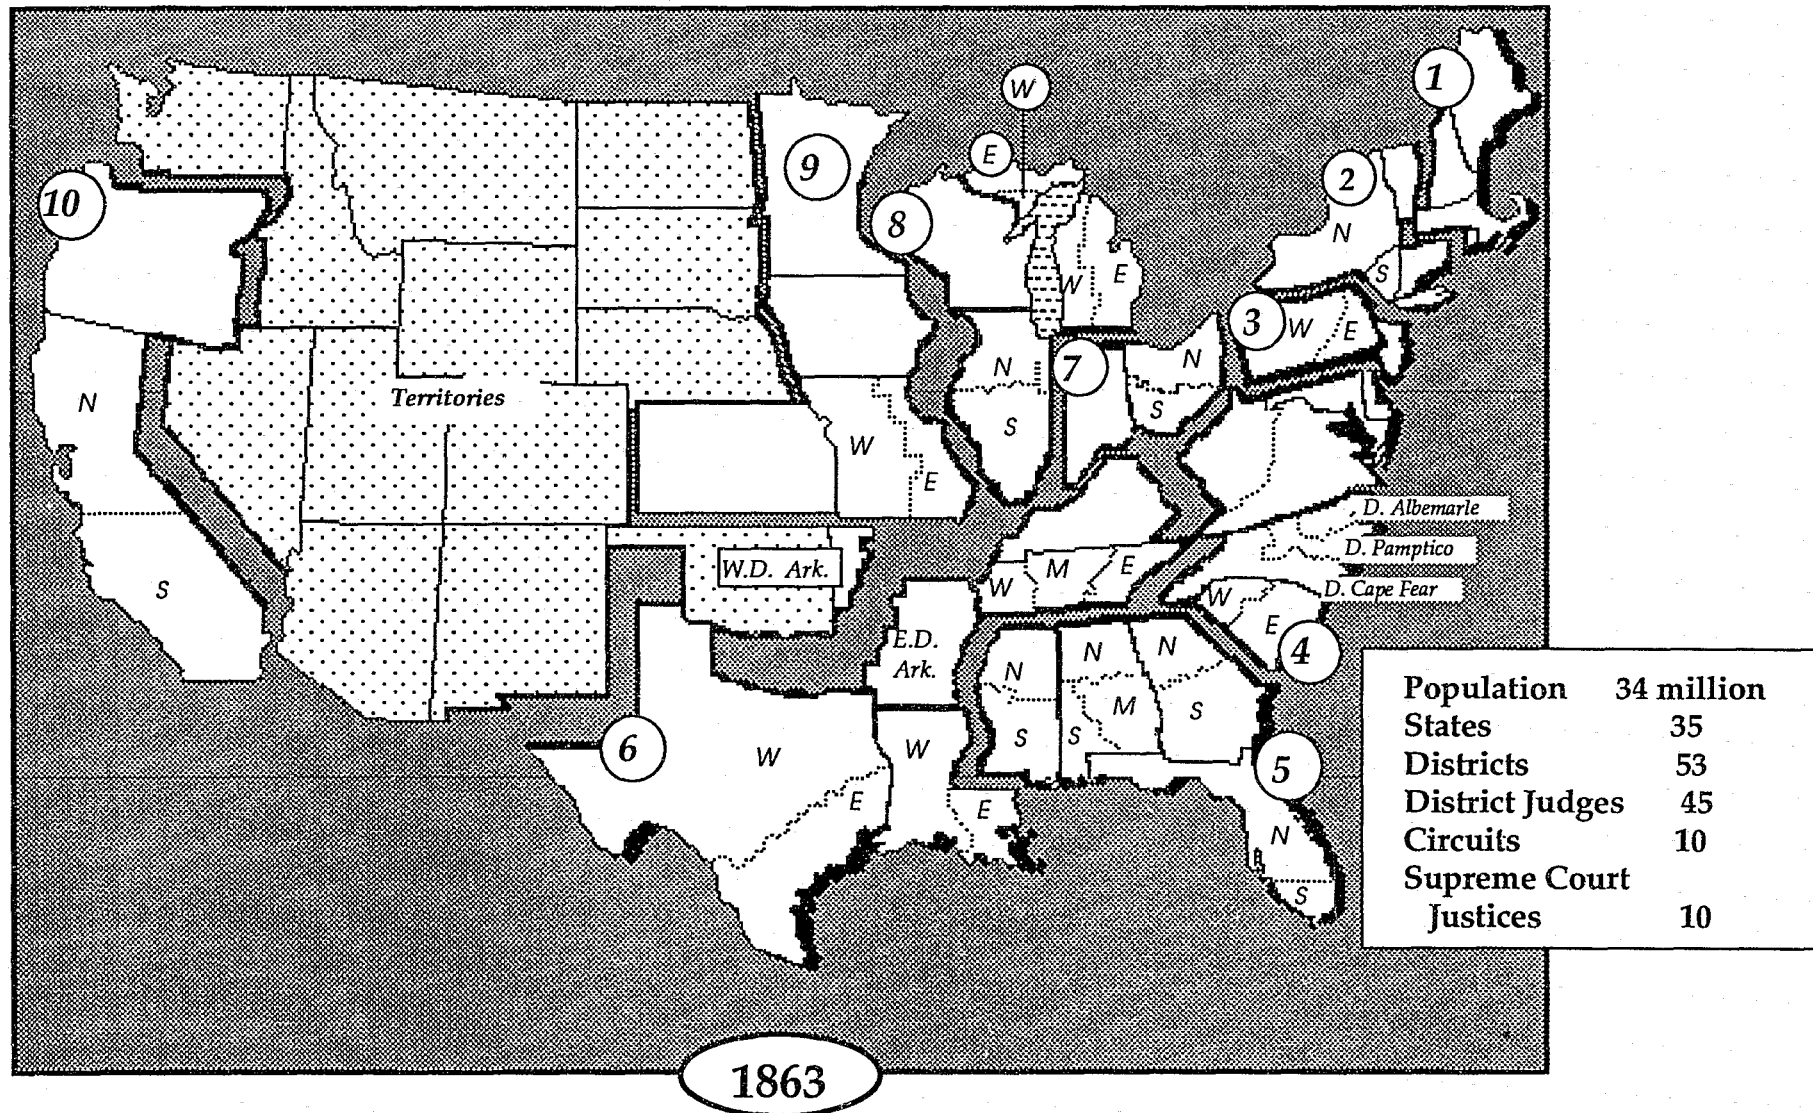 1
W
E
9
2
10
8
N
W
E
S
3
W
E
N
7
N
Territories
N
S
W
S
E
D. Albemarle
D. Pamptico
W.D. Ark.
W
M
E
S
D. Cape Fear
W
E
E.D.
Ark.
4
N
N
N
M
S
S
S
6
W
W
5
E
E
N
S
Population 34 million
States 35
Districts 53
District Judges 45
Circuits 10
Supreme Court
Justices 10
1863